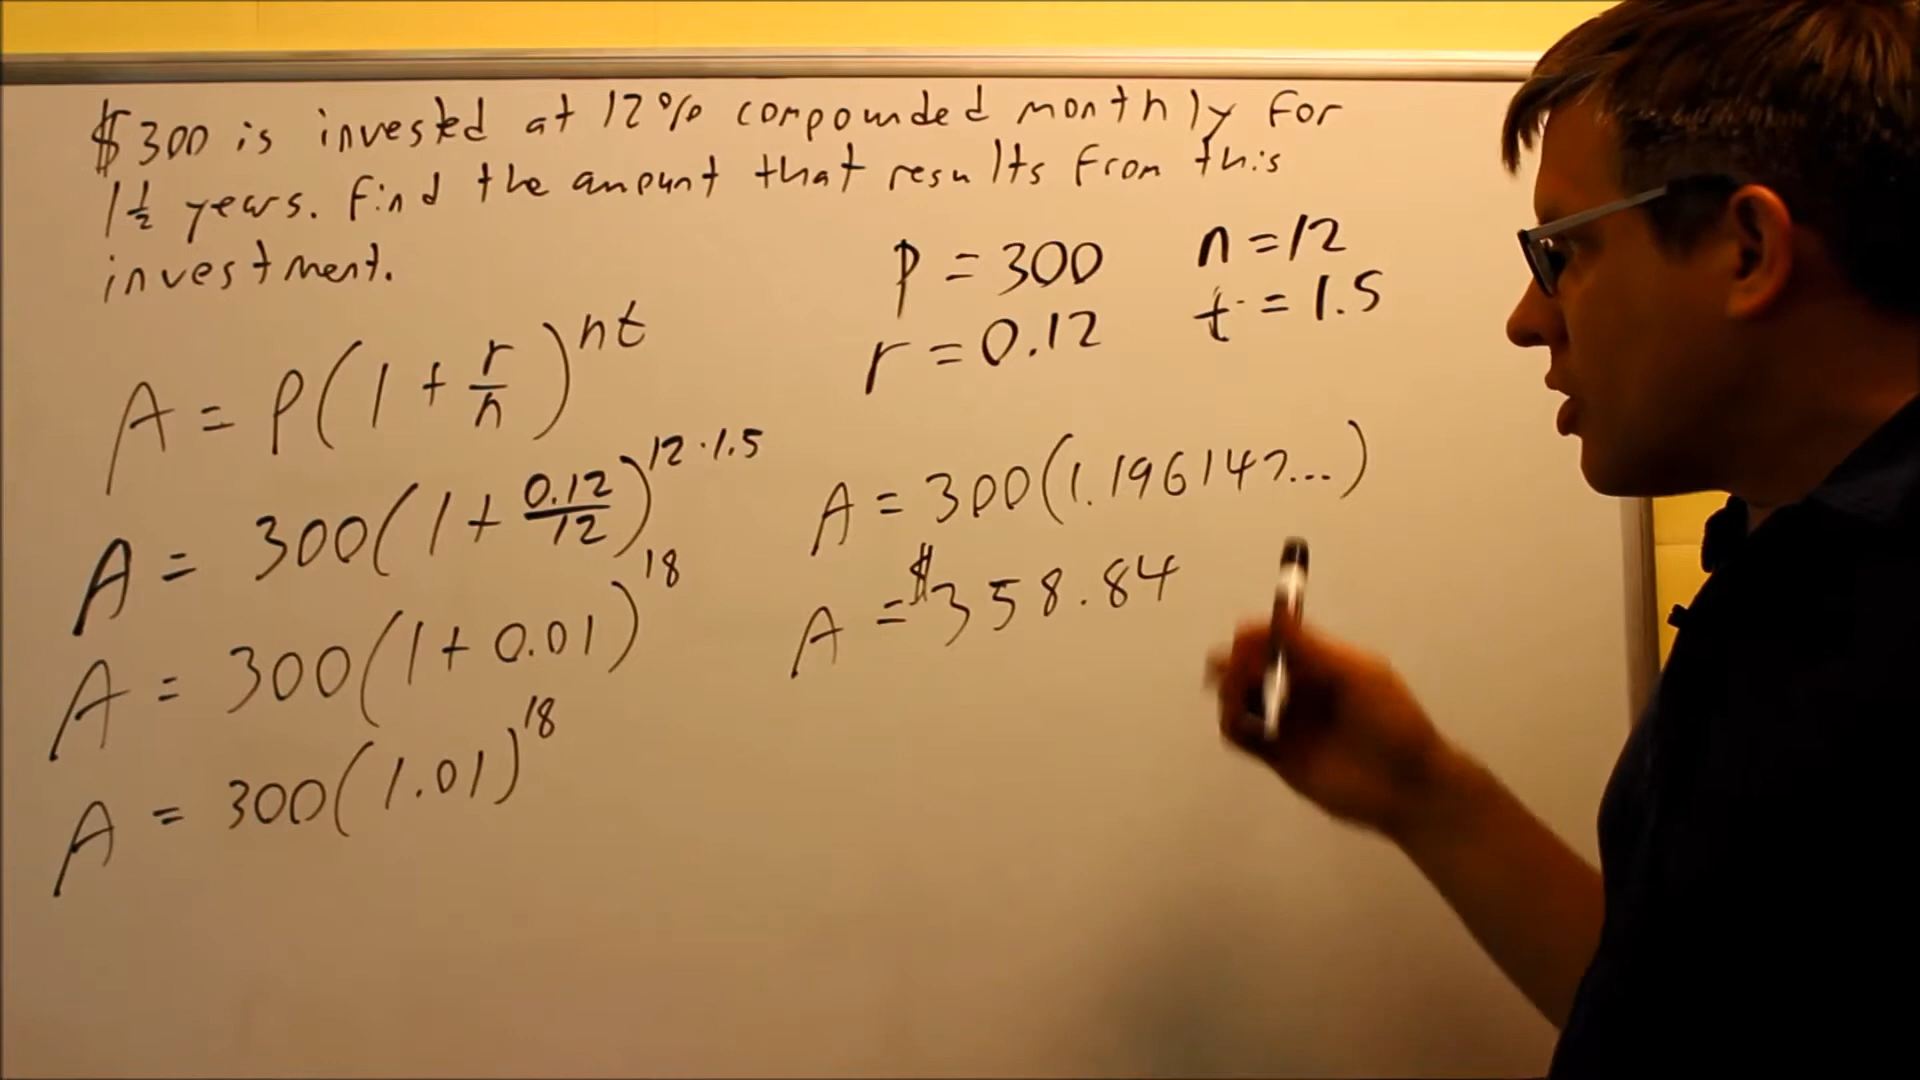 $300 is invested at 12% compounded monthly for
1½ years. Find the amount that results from this
investment.
P = 300
n = 12
r = 0.12
t = 1.5
A = P(1 + r/n)^nt
A = 300(1 + 0.12/12)^12·1.5
A = 300(1 + 0.01)^18
A = 300(1.01)^18
A = 300(1.196147...)
A = $358.84